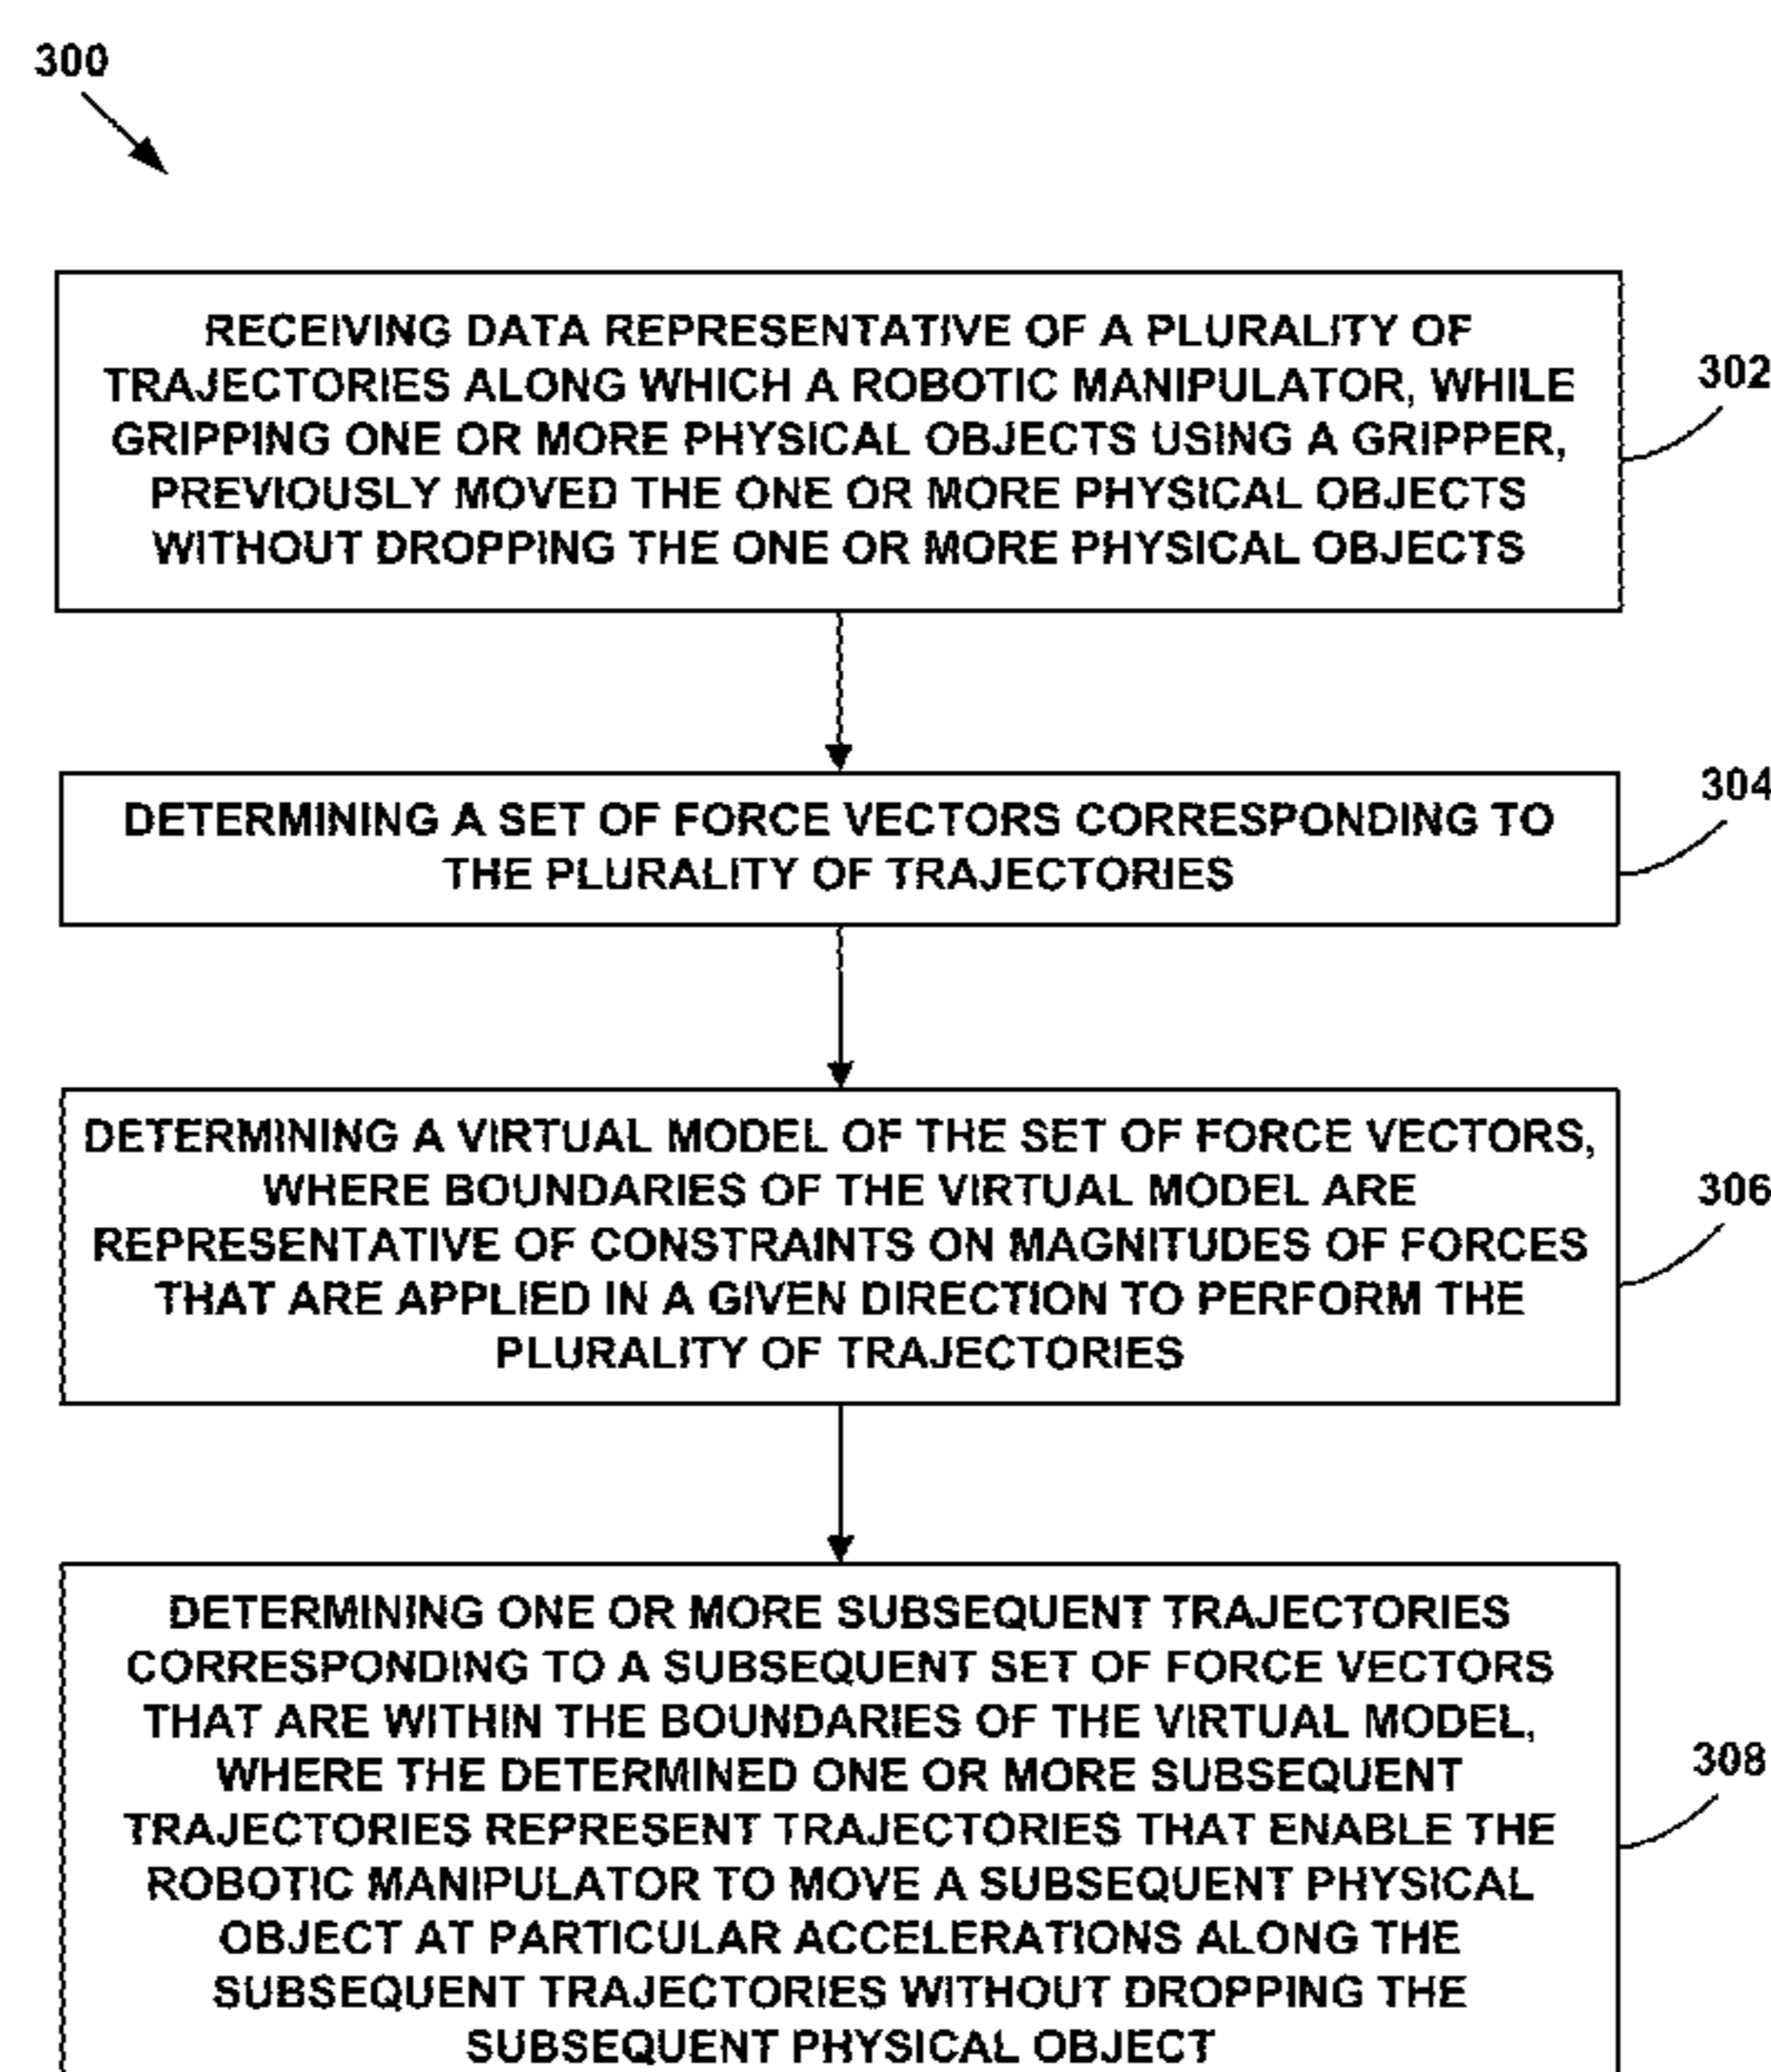 300
RECEIVING DATA REPRESENTATIVE OF A PLURALITY OF
TRAJECTORIES ALONG WHICH A ROBOTIC MANIPULATOR, WHILE
GRIPPING ONE OR MORE PHYSICAL OBJECTS USING A GRIPPER,
PREVIOUSLY MOVED THE ONE OR MORE PHYSICAL OBJECTS
WITHOUT DROPPING THE ONE OR MORE PHYSICAL OBJECTS
302
DETERMINING A SET OF FORCE VECTORS CORRESPONDING TO
THE PLURALITY OF TRAJECTORIES
304
DETERMINING A VIRTUAL MODEL OF THE SET OF FORCE VECTORS,
WHERE BOUNDARIES OF THE VIRTUAL MODEL ARE
REPRESENTATIVE OF CONSTRAINTS ON MAGNITUDES OF FORCES
THAT ARE APPLIED IN A GIVEN DIRECTION TO PERFORM THE
PLURALITY OF TRAJECTORIES
306
DETERMINING ONE OR MORE SUBSEQUENT TRAJECTORIES
CORRESPONDING TO A SUBSEQUENT SET OF FORCE VECTORS
THAT ARE WITHIN THE BOUNDARIES OF THE VIRTUAL MODEL,
WHERE THE DETERMINED ONE OR MORE SUBSEQUENT
TRAJECTORIES REPRESENT TRAJECTORIES THAT ENABLE THE
ROBOTIC MANIPULATOR TO MOVE A SUBSEQUENT PHYSICAL
OBJECT AT PARTICULAR ACCELERATIONS ALONG THE
SUBSEQUENT TRAJECTORIES WITHOUT DROPPING THE
SUBSEQUENT PHYSICAL OBJECT
308